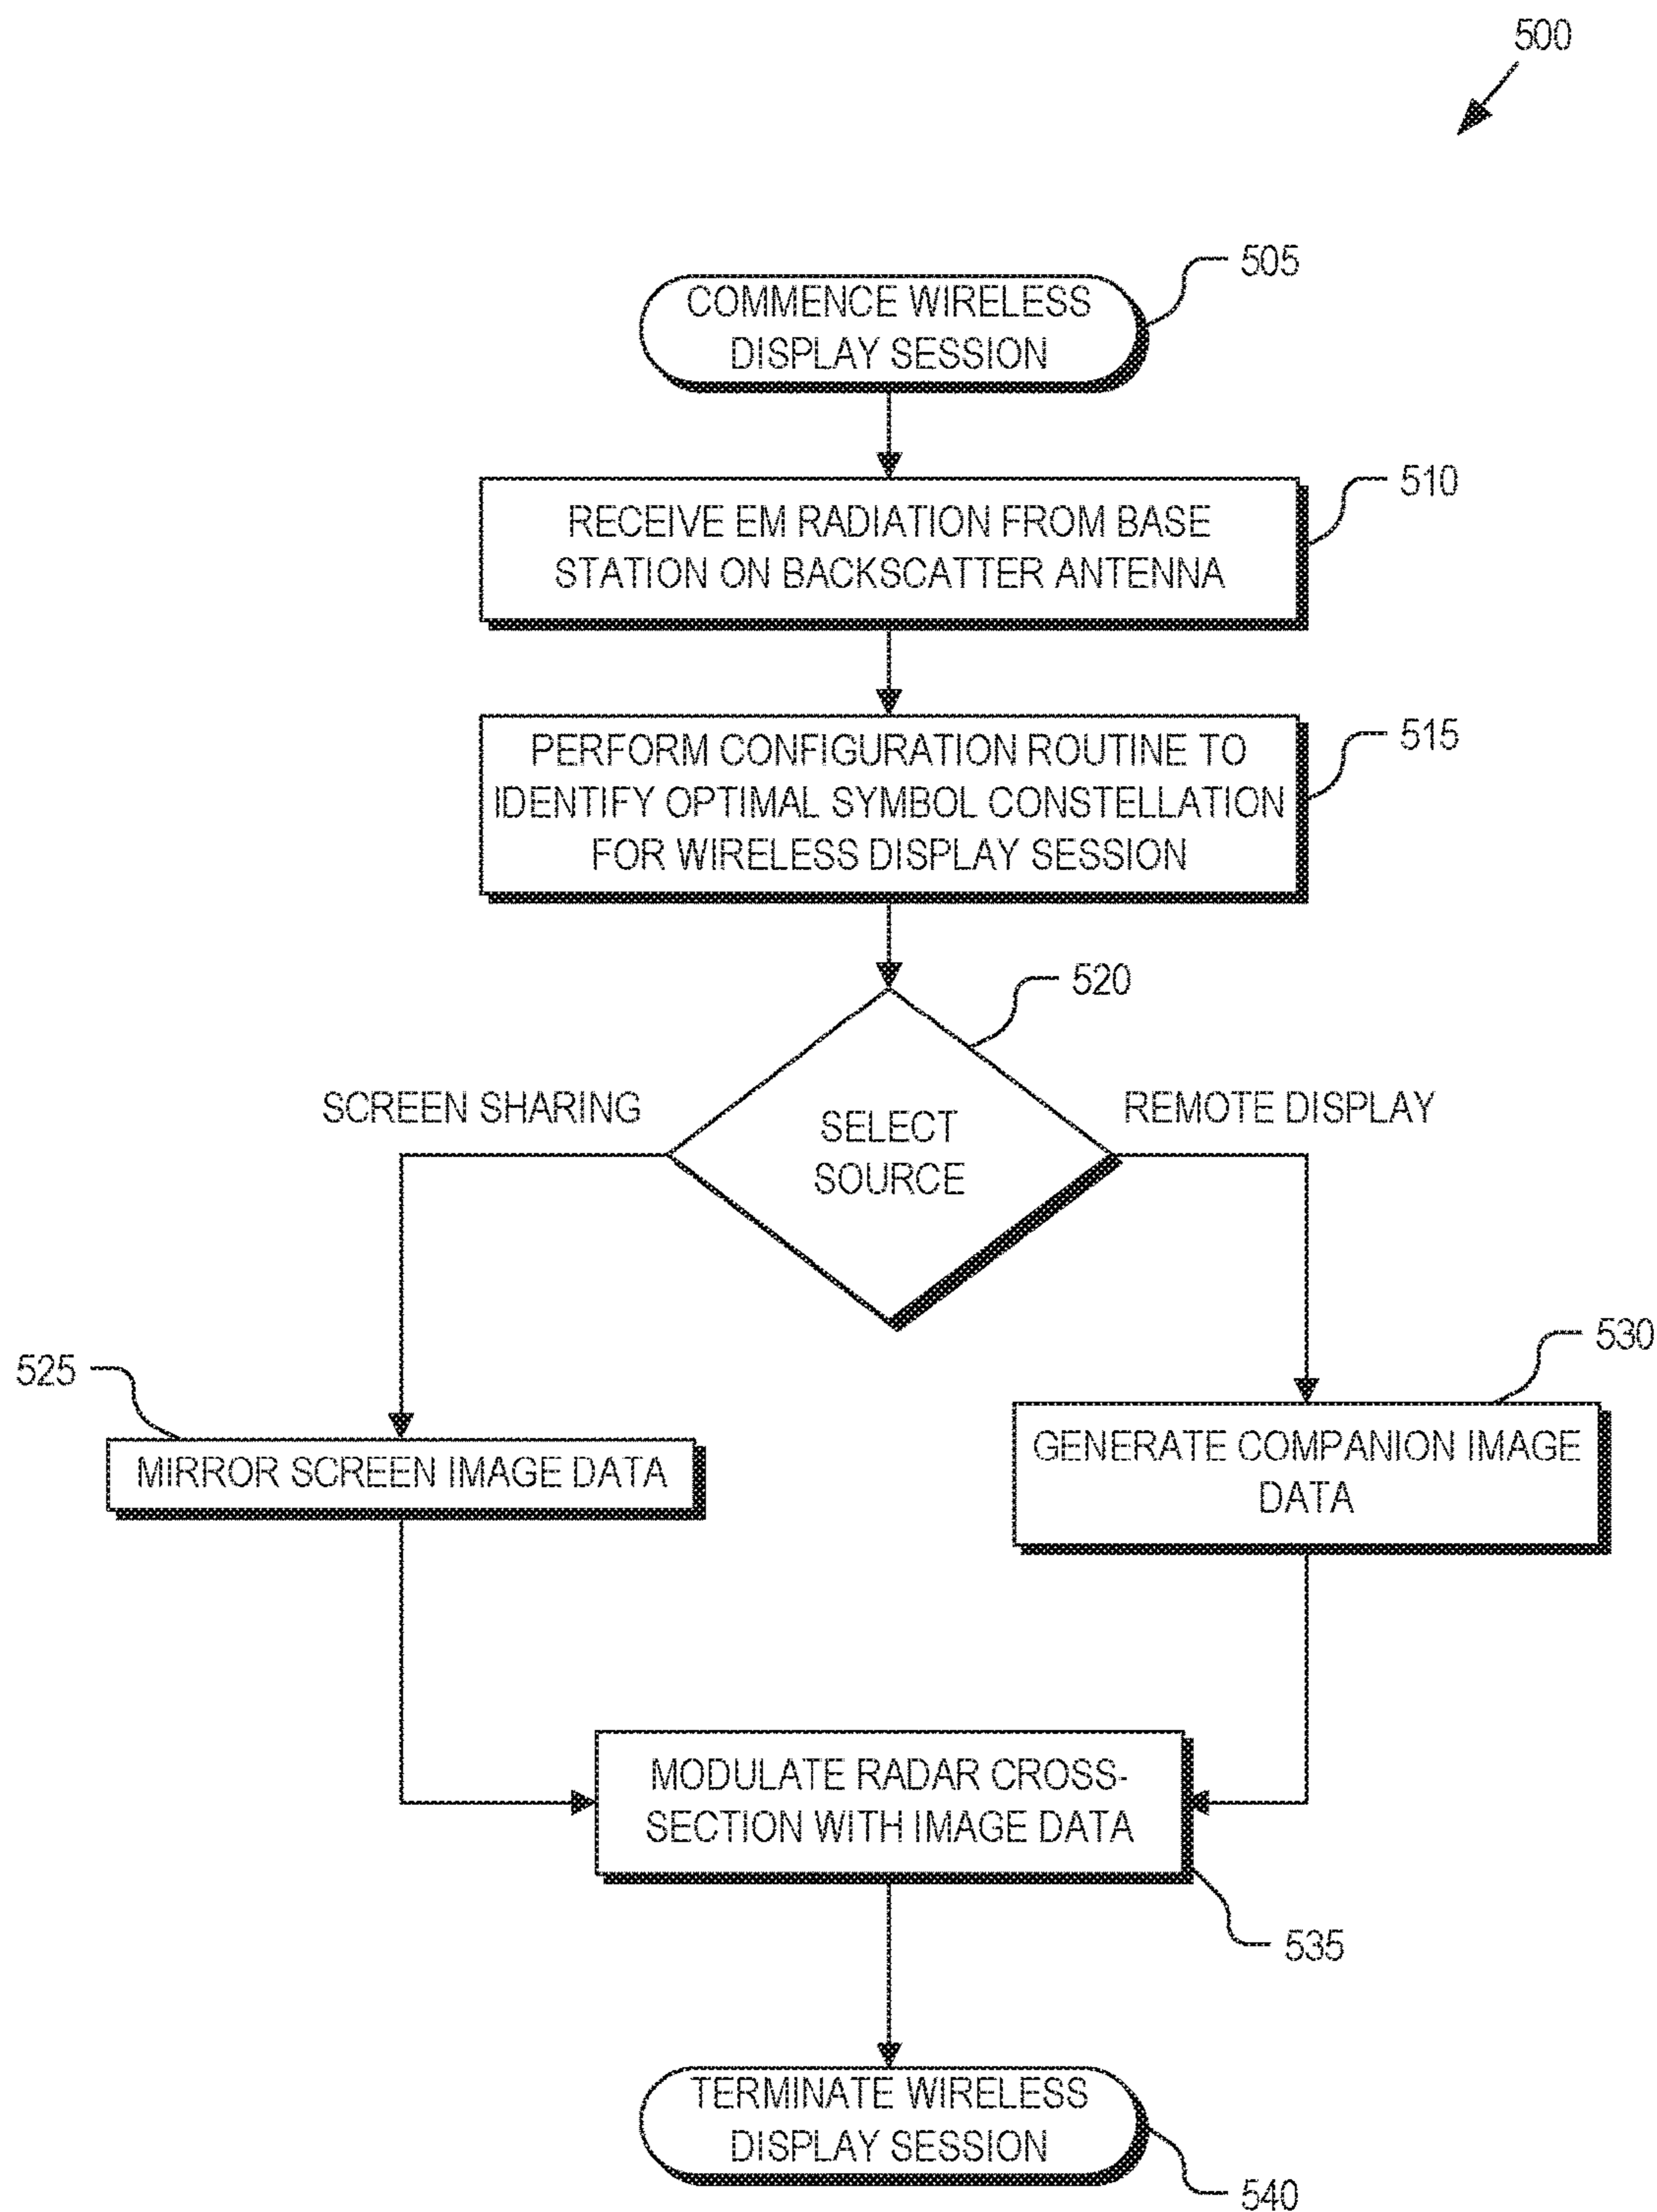 500
505
COMMENCE WIRELESS
DISPLAY SESSION
510
RECEIVE EM RADIATION FROM BASE
STATION ON BACKSCATTER ANTENNA
515
PERFORM CONFIGURATION ROUTINE TO
IDENTIFY OPTIMAL SYMBOL CONSTELLATION
FOR WIRELESS DISPLAY SESSION
520
SCREEN SHARING
REMOTE DISPLAY
SELECT
SOURCE
525
MIRROR SCREEN IMAGE DATA
530
GENERATE COMPANION IMAGE
DATA
MODULATE RADAR CROSS-
SECTION WITH IMAGE DATA
535
TERMINATE WIRELESS
DISPLAY SESSION
540